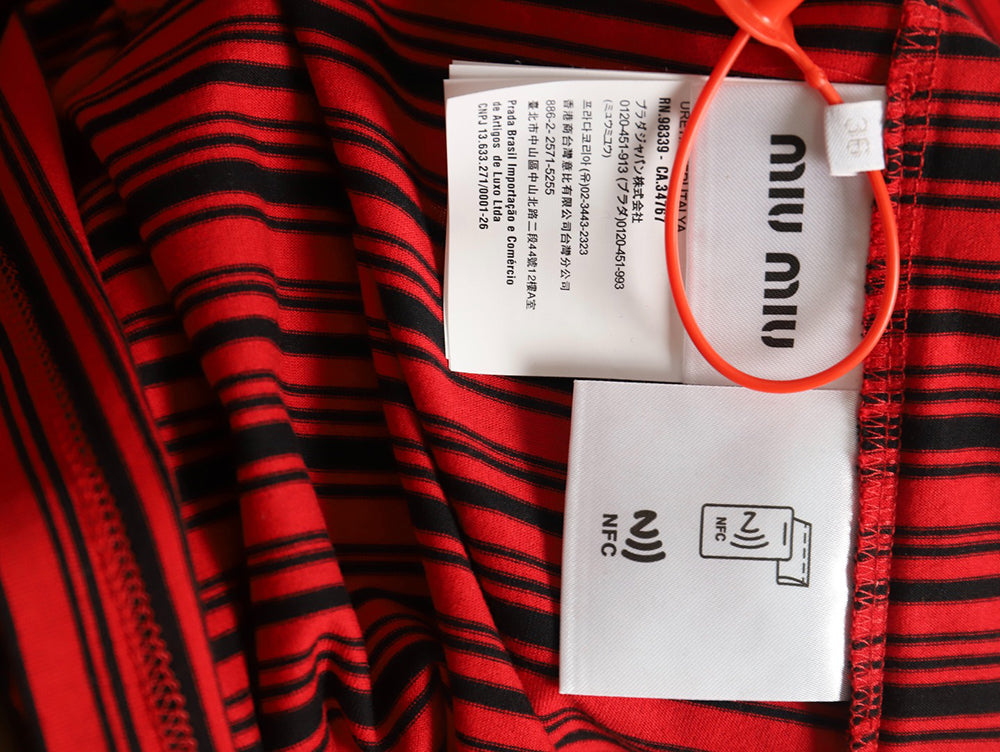 miu miu
36
RN.98339 - CA.34767
プラダジャパン株式会社
0120-451-913 (プラダ)0120-451-993
(ミュウミュウ)
프라다코리아(유)02-3443-2323
香港商台灣意比有限公司台灣分公司
886-2- 2571-5255
臺北市中山區中山北路二段44號12樓A室
Prada Brasil Importação e Comércio
de Artigos de Luxo Ltda
CNPJ 13.633.271/0001-26
NFC
NFC